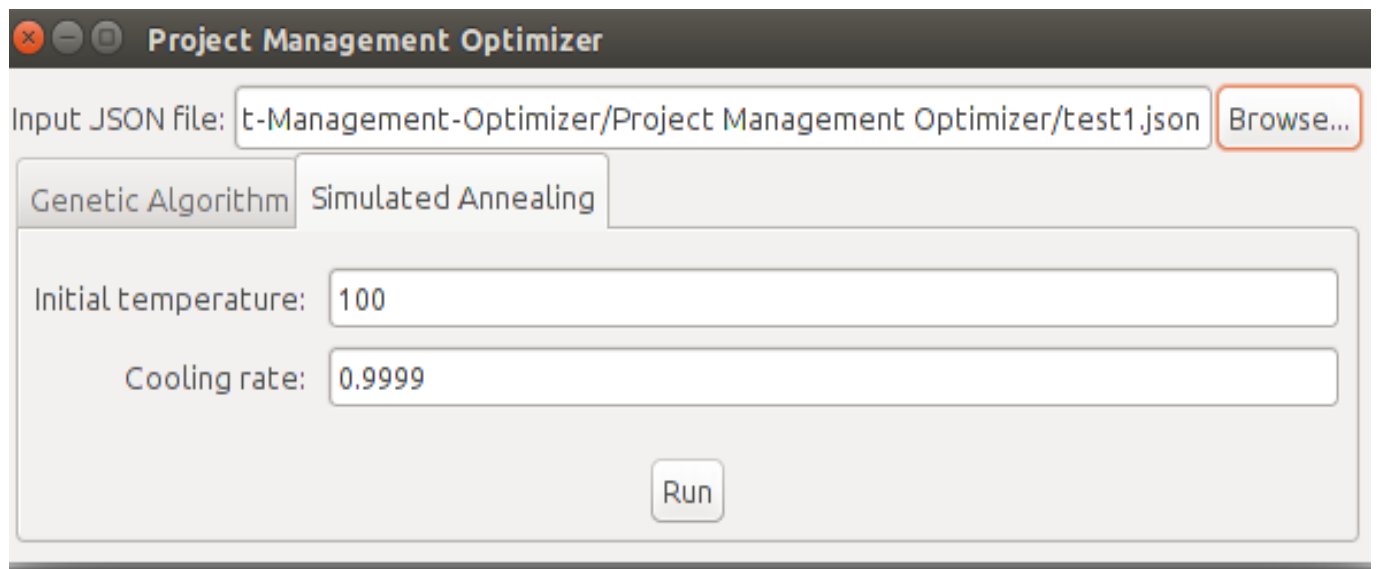 Project Management Optimizer
Input JSON file: t-Management-Optimizer/Project Management Optimizer/test1.json Browse...
Genetic Algorithm Simulated Annealing
Initial temperature: 100
Cooling rate: 0.9999
Run